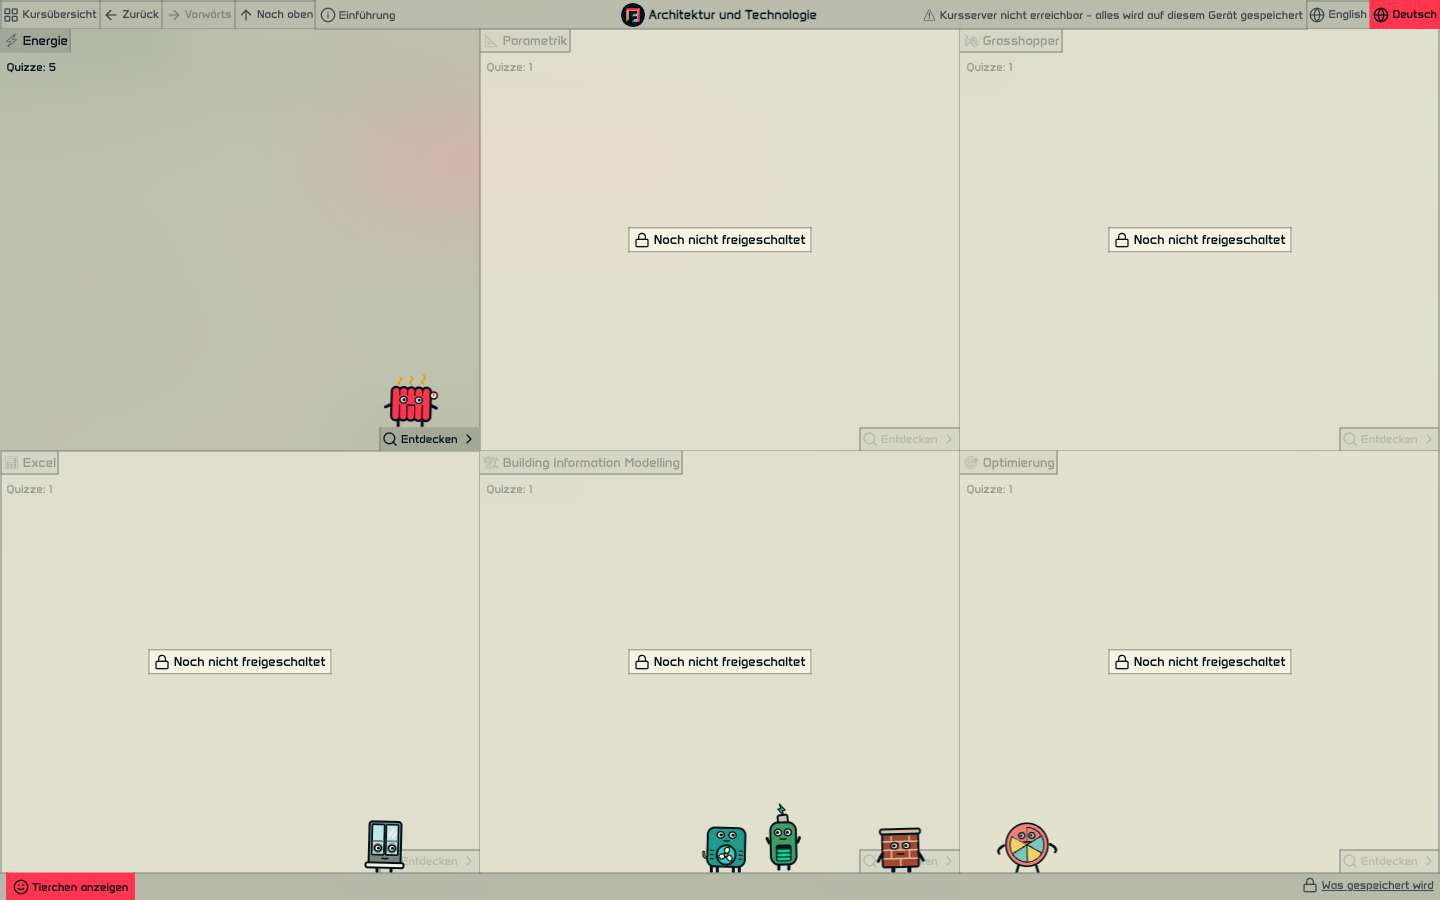 Kursübersicht
Zurück
Vorwärts
Nach oben
Einführung
Architektur und Technologie
Kursserver nicht erreichbar – alles wird auf diesem Gerät gespeichert
English
Deutsch
Energie
Quizze: 5
Entdecken
Parametrik
Quizze: 1
Noch nicht freigeschaltet
Entdecken
Grasshopper
Quizze: 1
Noch nicht freigeschaltet
Entdecken
Excel
Quizze: 1
Noch nicht freigeschaltet
Entdecken
Building Information Modelling
Quizze: 1
Noch nicht freigeschaltet
en
Optimierung
Quizze: 1
Noch nicht freigeschaltet
Entdecken
Tierchen anzeigen
Was gespeichert wird